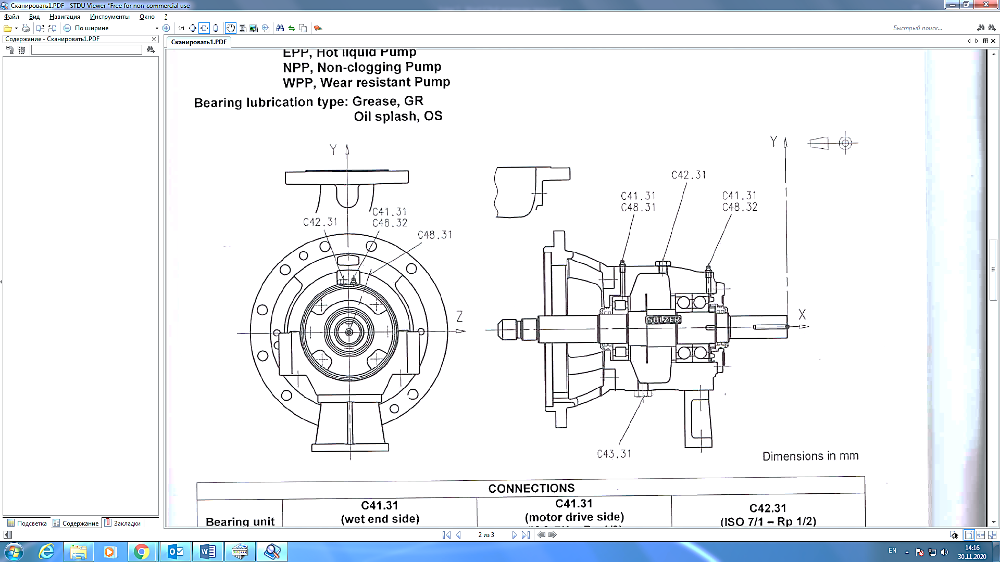 Сканировать1.PDF - STDU Viewer *Free for non-commercial use
Файл Вид Навигация Инструменты Окно ?
По ширине
1:1
Быстрый поиск...
Содержание - Сканировать1.PDF
Сканировать1.PDF
EPP, Hot liquid Pump
NPP, Non-clogging Pump
WPP, Wear resistant Pump
Bearing lubrication type: Grease, GR
Oil splash, OS
Y
Y
C42.31
C41.31
C48.31
C41.31
C48.32
C42.31
C41.31
C48.32
C48.31
Z
X
SULZER
C43.31
Dimensions in mm
CONNECTIONS
Bearing unit
C41.31
(wet end side)
C41.31
(motor drive side)
C42.31
(ISO 7/1 – Rp 1/2)
Подсветка Содержание Закладки
2 из 3
EN
14:16
30.11.2020